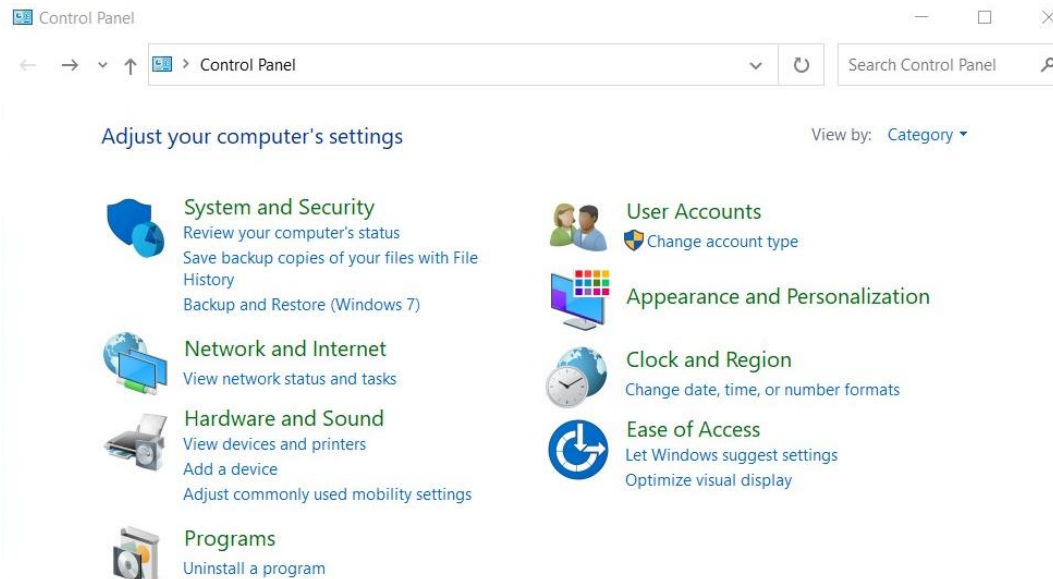 Control Panel
Control Panel
Search Control Panel
Adjust your computer's settings
View by: Category
System and Security
Review your computer's status
Save backup copies of your files with File
History
Backup and Restore (Windows 7)
Network and Internet
View network status and tasks
Hardware and Sound
View devices and printers
Add a device
Adjust commonly used mobility settings
Programs
Uninstall a program
User Accounts
Change account type
Appearance and Personalization
Clock and Region
Change date, time, or number formats
Ease of Access
Let Windows suggest settings
Optimize visual display